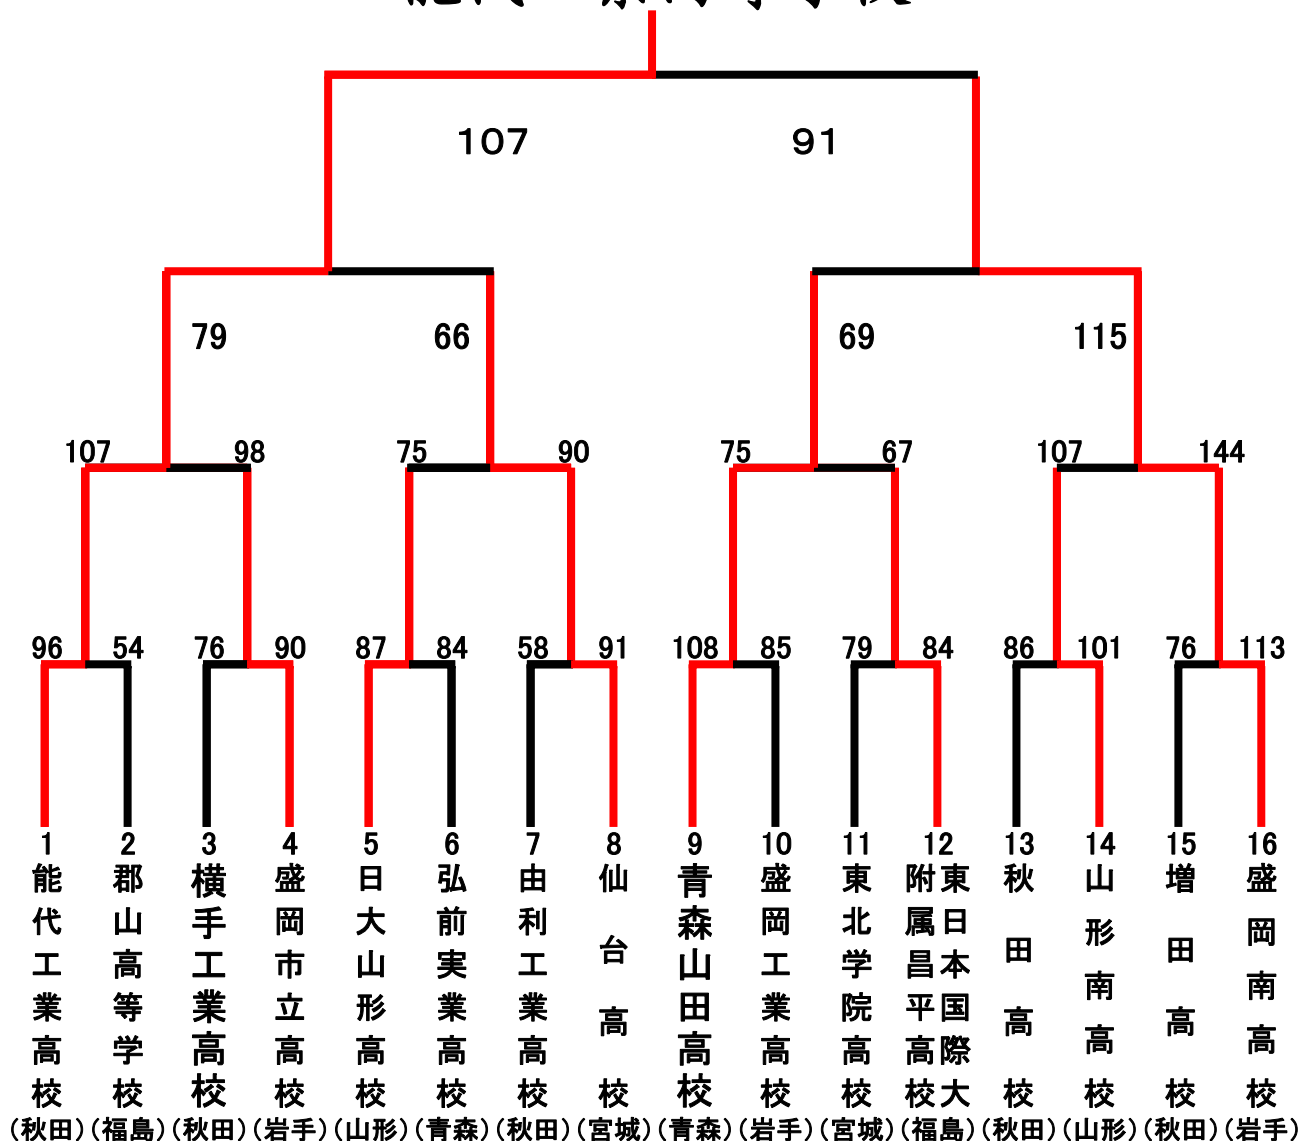 107 91
79 66 69 115
107 98 75 90 75 67 107 144
96 54 76 90 87 84 58 91 108 85 79 84 86 101 76 113
1 2 3 4 5 6 7 8 9 10 11 12 13 14 15 16
能代工業高校
郡山高等学校
横手工業高校
盛岡市立高校
日大山形高校
弘前実業高校
由利工業高校
仙台高校
青森山田高校
盛岡工業高校
東北学院高校
東日本国際大
附属昌平高校
秋田高校
山形南高校
増田高校
盛岡南高校
(秋田)(福島)(秋田)(岩手)(山形)(青森)(秋田)(宮城)(青森)(岩手)(宮城)(福島)(秋田)(山形)(秋田)(岩手)